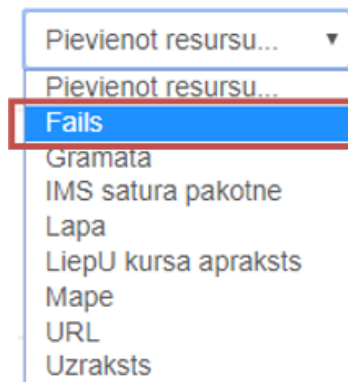 Pievienot resursu...
Pievienot resursu...
Fails
Grāmata
IMS satura pakotne
Lapa
LiepU kursa apraksts
Mape
URL
Uzraksts